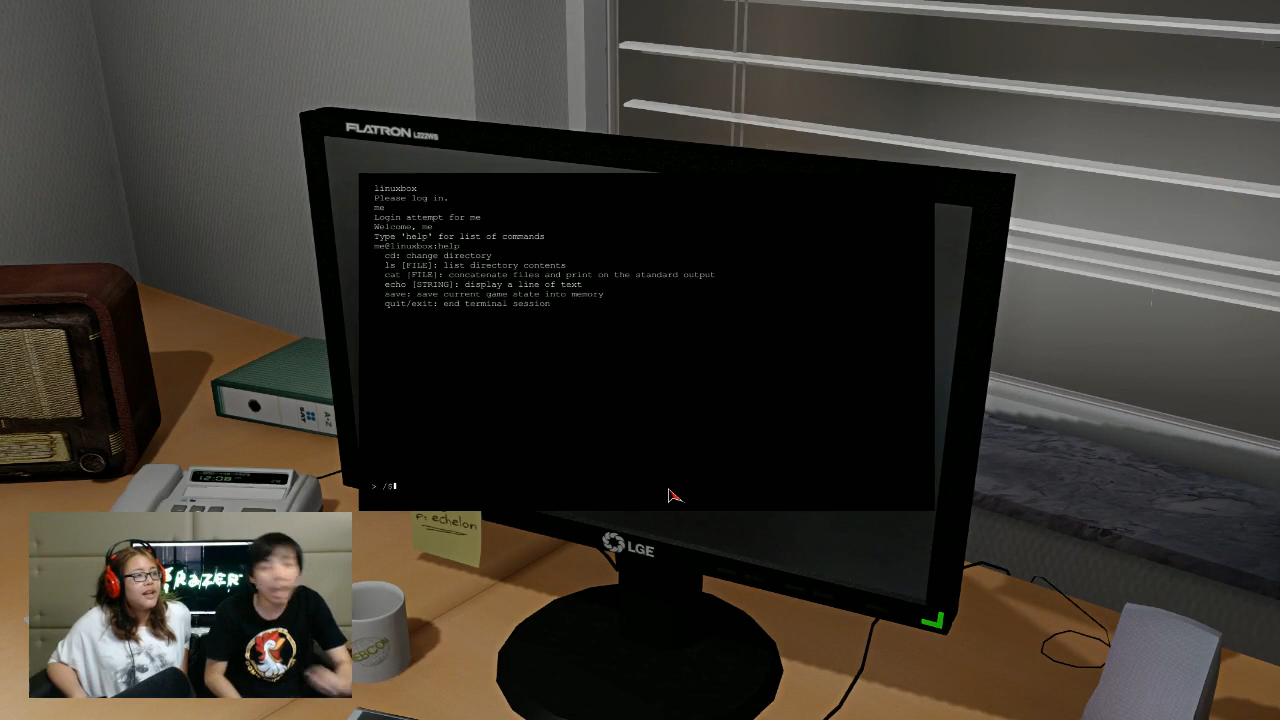 FLATRON L222WS
linuxbox
Please log in.
me
Login attempt for me
Welcome, me
Type 'help' for list of commands
me@linuxbox:help
cd: change directory
ls [FILE]: list directory contents
cat [FILE]: concatenate files and print on the standard output
echo [STRING]: display a line of text
save: save current game state into memory
quit/exit: end terminal session
> /$
SAT
A-Z
12:08
P: echelon
LGE
RAZER